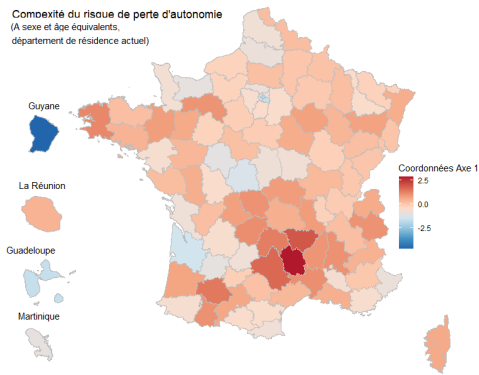 Compexité du risque de perte d'autonomie
(A sexe et âge équivalents,
département de résidence actuel)
Guyane
La Réunion
Guadeloupe
Martinique
Coordonnées Axe 1
2.5
0.0
-2.5